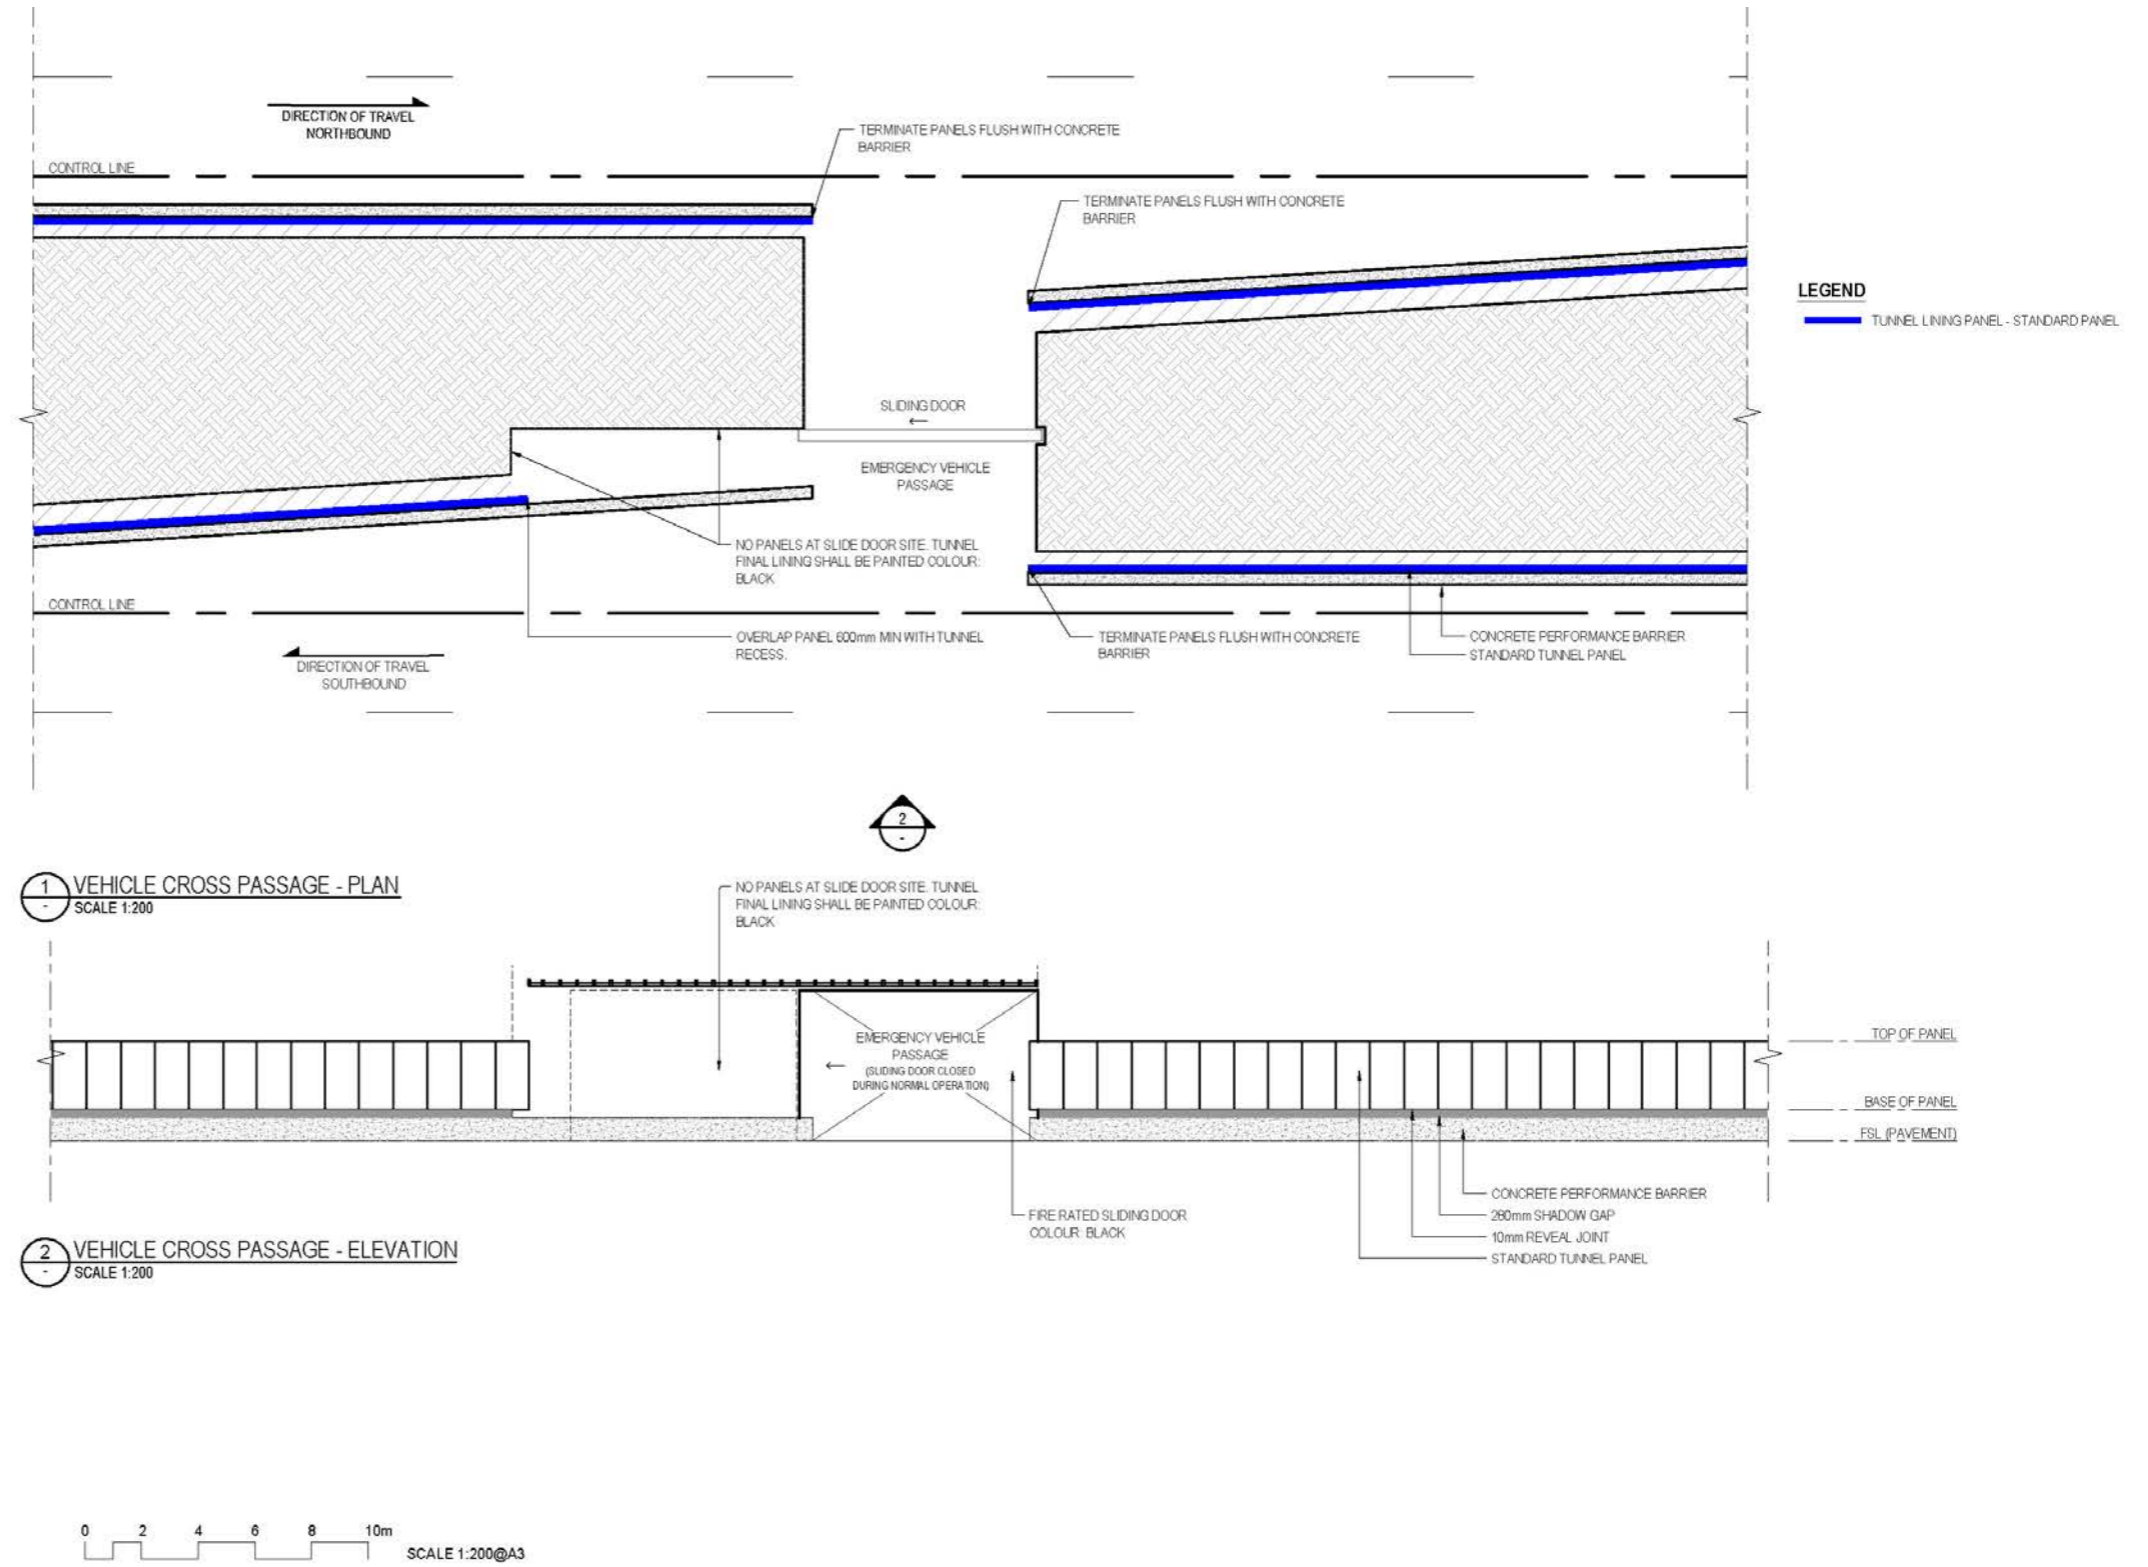 DIRECTION OF TRAVEL
NORTHBOUND
TERMINATE PANELS FLUSH WITH CONCRETE
BARRIER
CONTROL LINE
TERMINATE PANELS FLUSH WITH CONCRETE
BARRIER
LEGEND
TUNNEL LINING PANEL - STANDARD PANEL
SLIDING DOOR
EMERGENCY VEHICLE
PASSAGE
NO PANELS AT SLIDE DOOR SITE. TUNNEL
FINAL LINING SHALL BE PAINTED COLOUR:
BLACK
CONTROL LINE
OVERLAP PANEL 600mm MIN WITH TUNNEL
RECESS.
TERMINATE PANELS FLUSH WITH CONCRETE
BARRIER
CONCRETE PERFORMANCE BARRIER
STANDARD TUNNEL PANEL
DIRECTION OF TRAVEL
SOUTHBOUND
2
-
1
-
VEHICLE CROSS PASSAGE - PLAN
SCALE 1:200
NO PANELS AT SLIDE DOOR SITE. TUNNEL
FINAL LINING SHALL BE PAINTED COLOUR:
BLACK
EMERGENCY VEHICLE
PASSAGE
(SLIDING DOOR CLOSED
DURING NORMAL OPERATION)
TOP OF PANEL
BASE OF PANEL
FSL (PAVEMENT)
CONCRETE PERFORMANCE BARRIER
280mm SHADOW GAP
10mm REVEAL JOINT
STANDARD TUNNEL PANEL
FIRE RATED SLIDING DOOR
COLOUR: BLACK
2
-
VEHICLE CROSS PASSAGE - ELEVATION
SCALE 1:200
0 2 4 6 8 10m
SCALE 1:200@A3